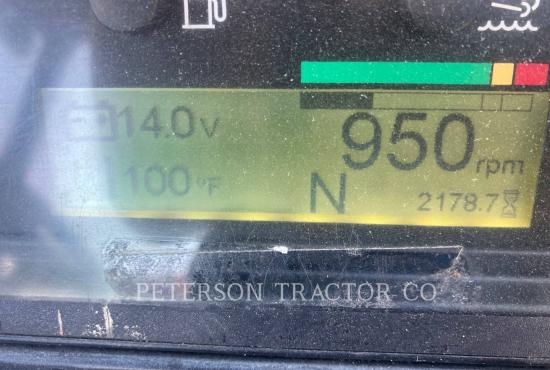 14.0V
950 rpm
100 °F
N
2178.7
PETERSON TRACTOR CO